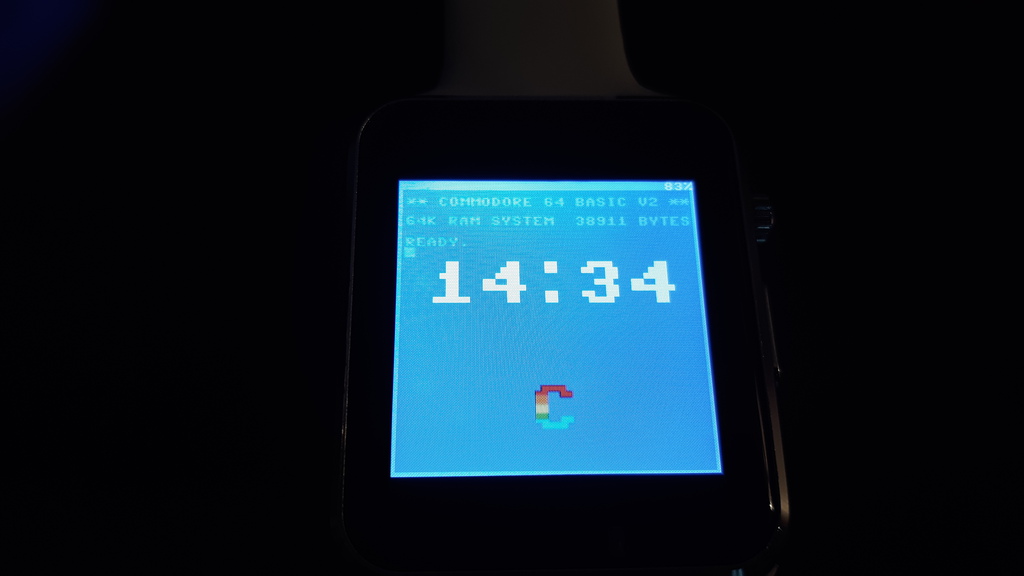 83%
** COMMODORE 64 BASIC V2 **
64K RAM SYSTEM 38911 BYTES
READY.
14:34
C